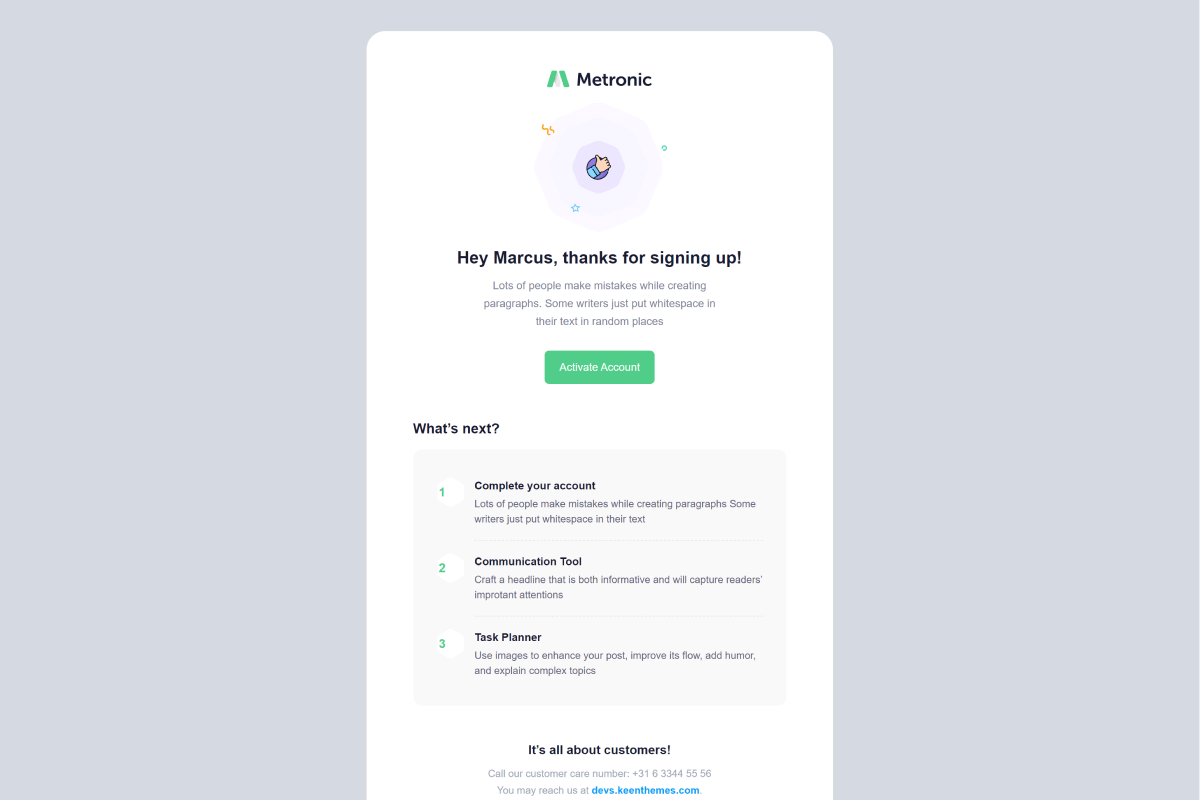 Metronic
Hey Marcus, thanks for signing up!
Lots of people make mistakes while creating
paragraphs. Some writers just put whitespace in
their text in random places
Activate Account
What's next?
1
Complete your account
Lots of people make mistakes while creating paragraphs Some
writers just put whitespace in their text
2
Communication Tool
Craft a headline that is both informative and will capture readers'
improtant attentions
3
Task Planner
Use images to enhance your post, improve its flow, add humor,
and explain complex topics
It's all about customers!
Call our customer care number: +31 6 3344 55 56
You may reach us at devs.keenthemes.com.